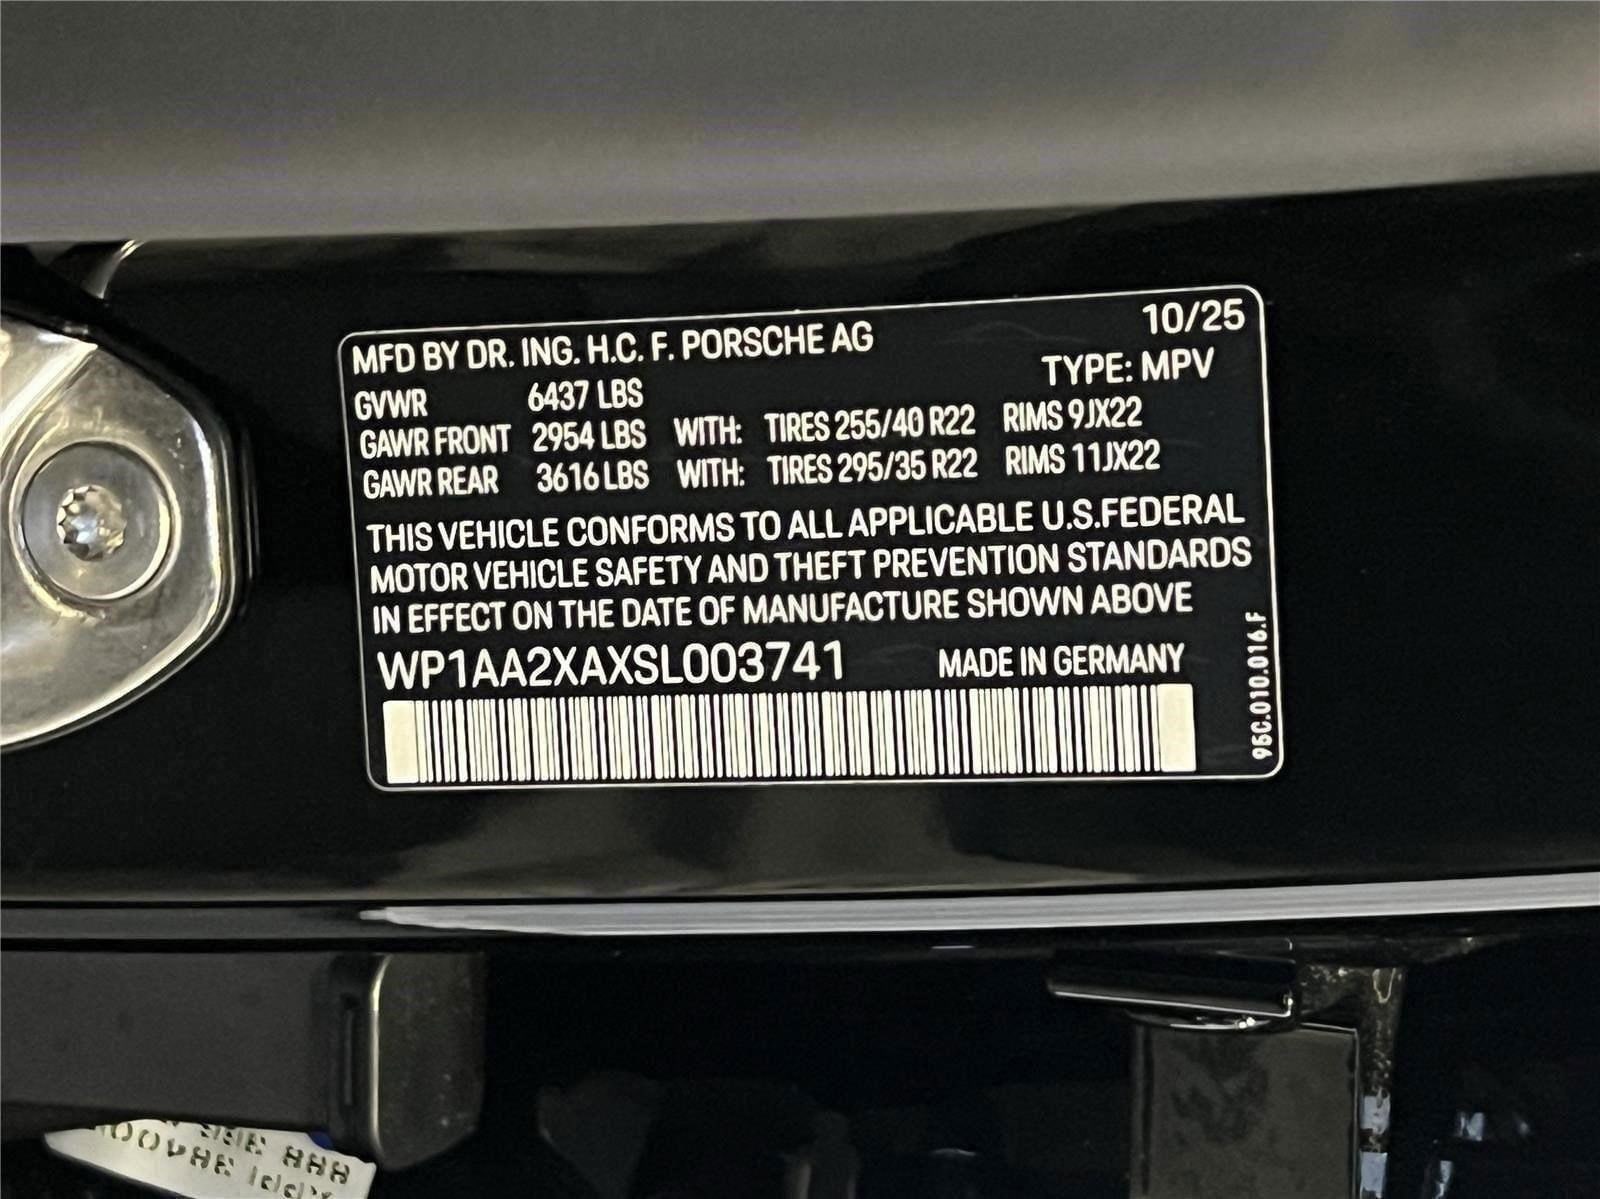 MFD BY DR. ING. H.C. F. PORSCHE AG 10/25
TYPE: MPV
GVWR 6437 LBS
GAWR FRONT 2954 LBS WITH: TIRES 255/40 R22 RIMS 9JX22
GAWR REAR 3616 LBS WITH: TIRES 295/35 R22 RIMS 11JX22
THIS VEHICLE CONFORMS TO ALL APPLICABLE U.S.FEDERAL
MOTOR VEHICLE SAFETY AND THEFT PREVENTION STANDARDS
IN EFFECT ON THE DATE OF MANUFACTURE SHOWN ABOVE
WP1AA2XAXSL003741 MADE IN GERMANY
95C.010.016.F